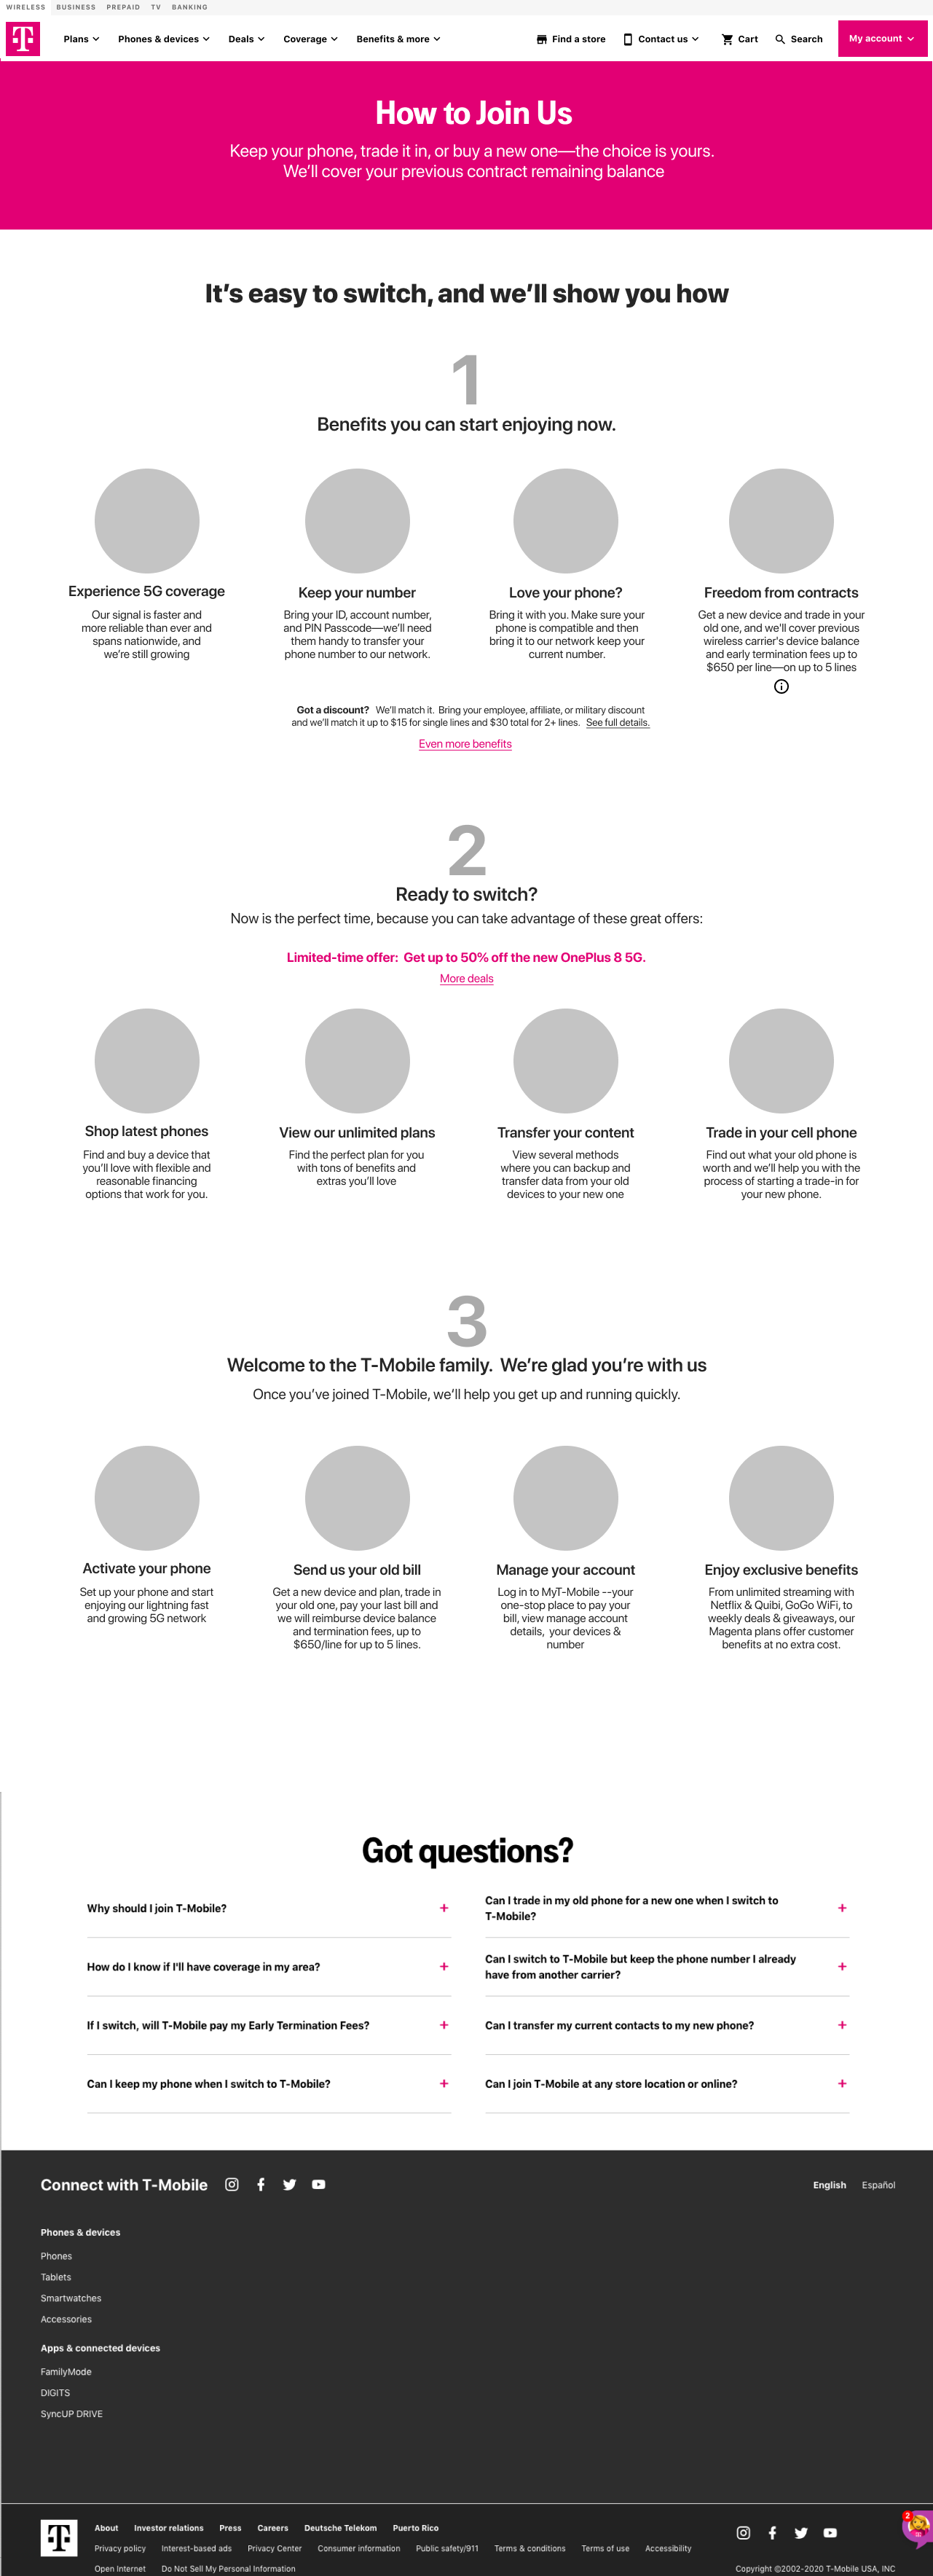 WIRELESS BUSINESS PREPAID TV BANKING
T Plans Phones & devices Deals Coverage Benefits & more Find a store Contact us Cart Search My account
How to Join Us
Keep your phone, trade it in, or buy a new one—the choice is yours.
We'll cover your previous contract remaining balance
It's easy to switch, and we'll show you how
1
Benefits you can start enjoying now.
Experience 5G coverage
Our signal is faster and
more reliable than ever and
spans nationwide, and
we're still growing
Keep your number
Bring your ID, account number,
and PIN Passcode—we'll need
them handy to transfer your
phone number to our network.
Love your phone?
Bring it with you. Make sure your
phone is compatible and then
bring it to our network keep your
current number.
Freedom from contracts
Get a new device and trade in your
old one, and we'll cover previous
wireless carrier's device balance
and early termination fees up to
$650 per line—on up to 5 lines
Got a discount? We'll match it. Bring your employee, affiliate, or military discount
and we'll match it up to $15 for single lines and $30 total for 2+ lines. See full details.
Even more benefits
2
Ready to switch?
Now is the perfect time, because you can take advantage of these great offers:
Limited-time offer: Get up to 50% off the new OnePlus 8 5G.
More deals
Shop latest phones
Find and buy a device that
you'll love with flexible and
reasonable financing
options that work for you.
View our unlimited plans
Find the perfect plan for you
with tons of benefits and
extras you'll love
Transfer your content
View several methods
where you can backup and
transfer data from your old
devices to your new one
Trade in your cell phone
Find out what your old phone is
worth and we'll help you with the
process of starting a trade-in for
your new phone.
3
Welcome to the T-Mobile family. We're glad you're with us
Once you've joined T-Mobile, we'll help you get up and running quickly.
Activate your phone
Set up your phone and start
enjoying our lightning fast
and growing 5G network
Send us your old bill
Get a new device and plan, trade in
your old one, pay your last bill and
we will reimburse device balance
and termination fees, up to
$650/line for up to 5 lines.
Manage your account
Log in to MyT-Mobile --your
one-stop place to pay your
bill, view manage account
details, your devices &
number
Enjoy exclusive benefits
From unlimited streaming with
Netflix & Quibi, GoGo WiFi, to
weekly deals & giveaways, our
Magenta plans offer customer
benefits at no extra cost.
Got questions?
Why should I join T-Mobile? +
How do I know if I'll have coverage in my area? +
If I switch, will T-Mobile pay my Early Termination Fees? +
Can I keep my phone when I switch to T-Mobile? +
Can I trade in my old phone for a new one when I switch to
T-Mobile? +
Can I switch to T-Mobile but keep the phone number I already
have from another carrier? +
Can I transfer my current contacts to my new phone? +
Can I join T-Mobile at any store location or online? +
Connect with T-Mobile
English Español
Phones & devices
Phones
Tablets
Smartwatches
Accessories
Apps & connected devices
FamilyMode
DIGITS
SyncUP DRIVE
T
About Investor relations Press Careers Deutsche Telekom Puerto Rico
Privacy policy Interest-based ads Privacy Center Consumer information Public safety/911 Terms & conditions Terms of use Accessibility
Open Internet Do Not Sell My Personal Information
2
Copyright ©2002-2020 T-Mobile USA, INC